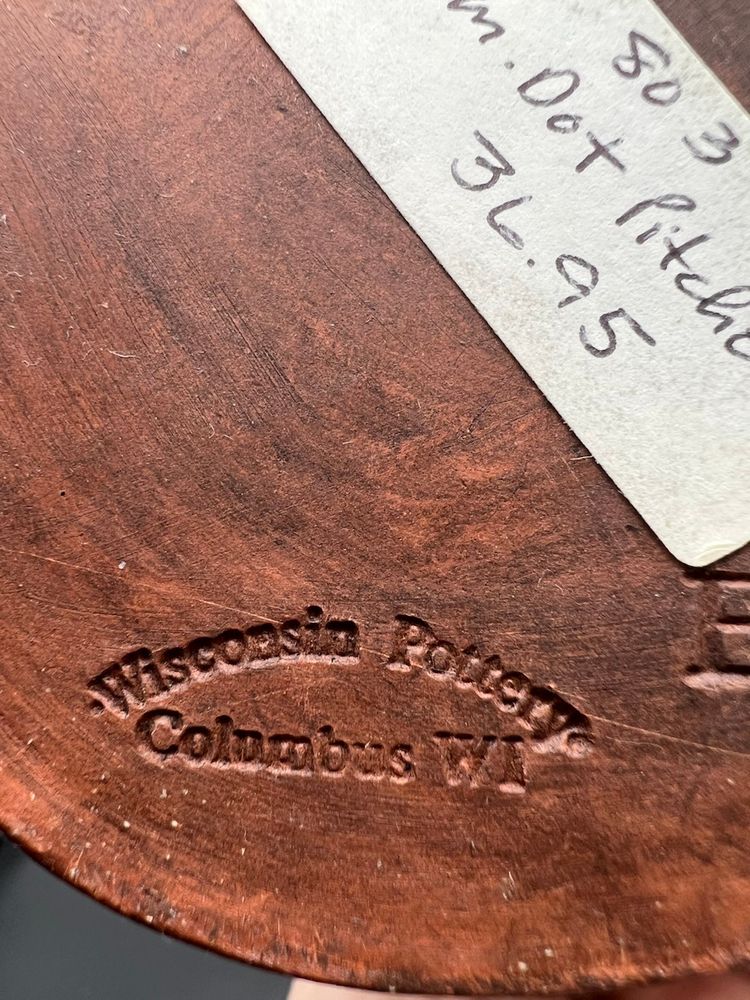 803
m. Dot Pitche
36.95
Wisconsin Pottery
Columbus WI